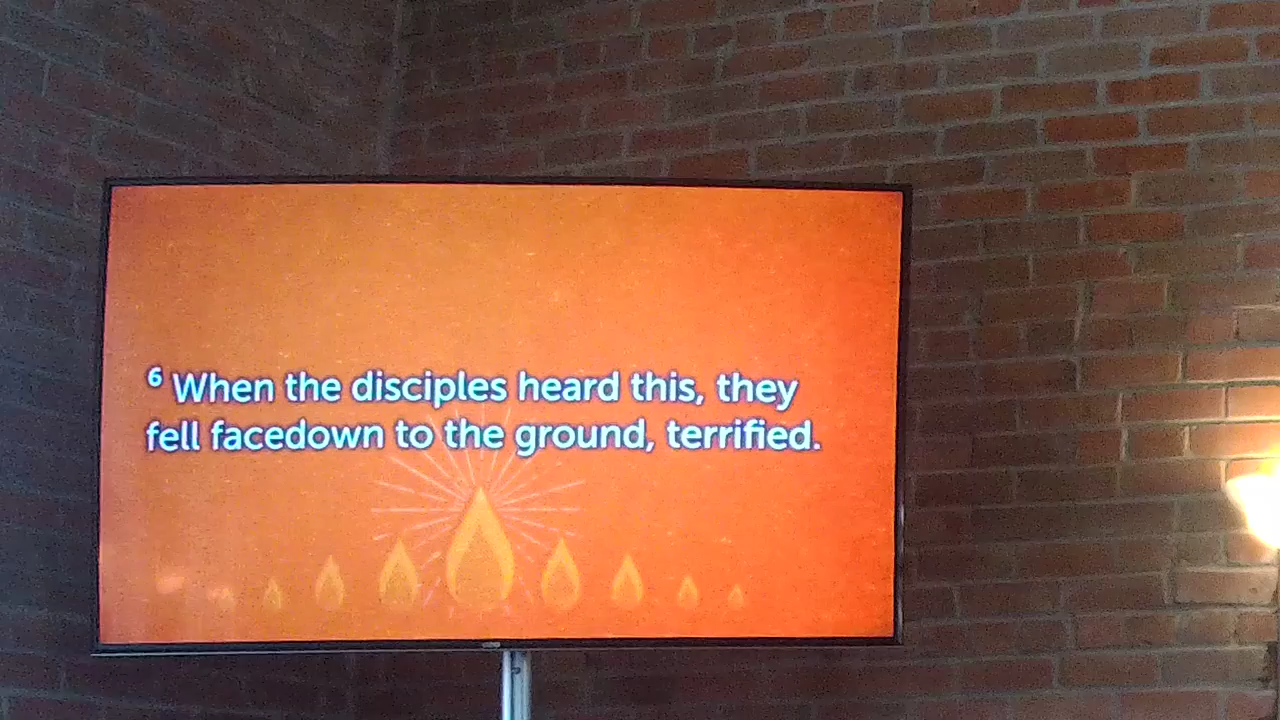 ⁶ When the disciples heard this, they
fell facedown to the ground, terrified.